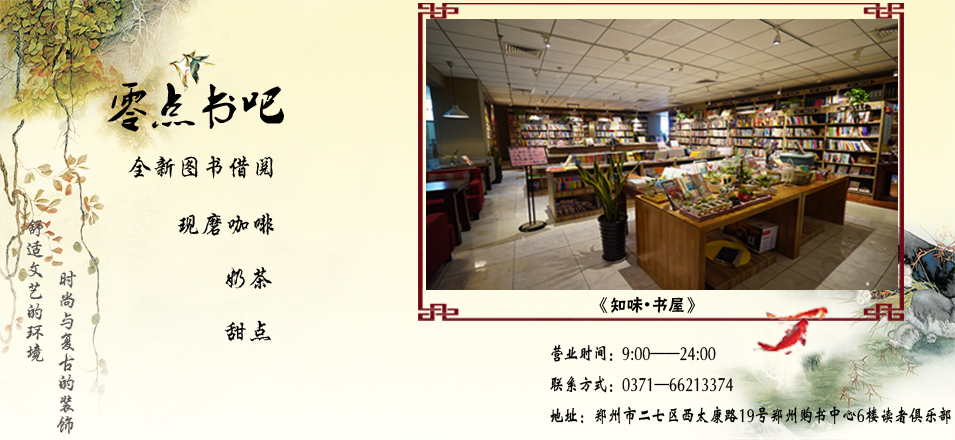 零点书吧
全新图书借阅
现磨咖啡
奶茶
甜点
舒适文艺的环境
时尚与复古的装饰
《知味•书屋》
营业时间：9:00——24:00
联系方式：0371—66213374
地址：郑州市二七区西太康路19号郑州购书中心6楼读者俱乐部